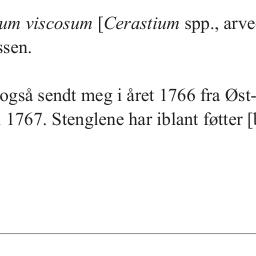 um viscosum [Cerastium spp., arve
ssen.
også sendt meg i året 1766 fra Øst-
1767. Stenglene har iblant føtter [